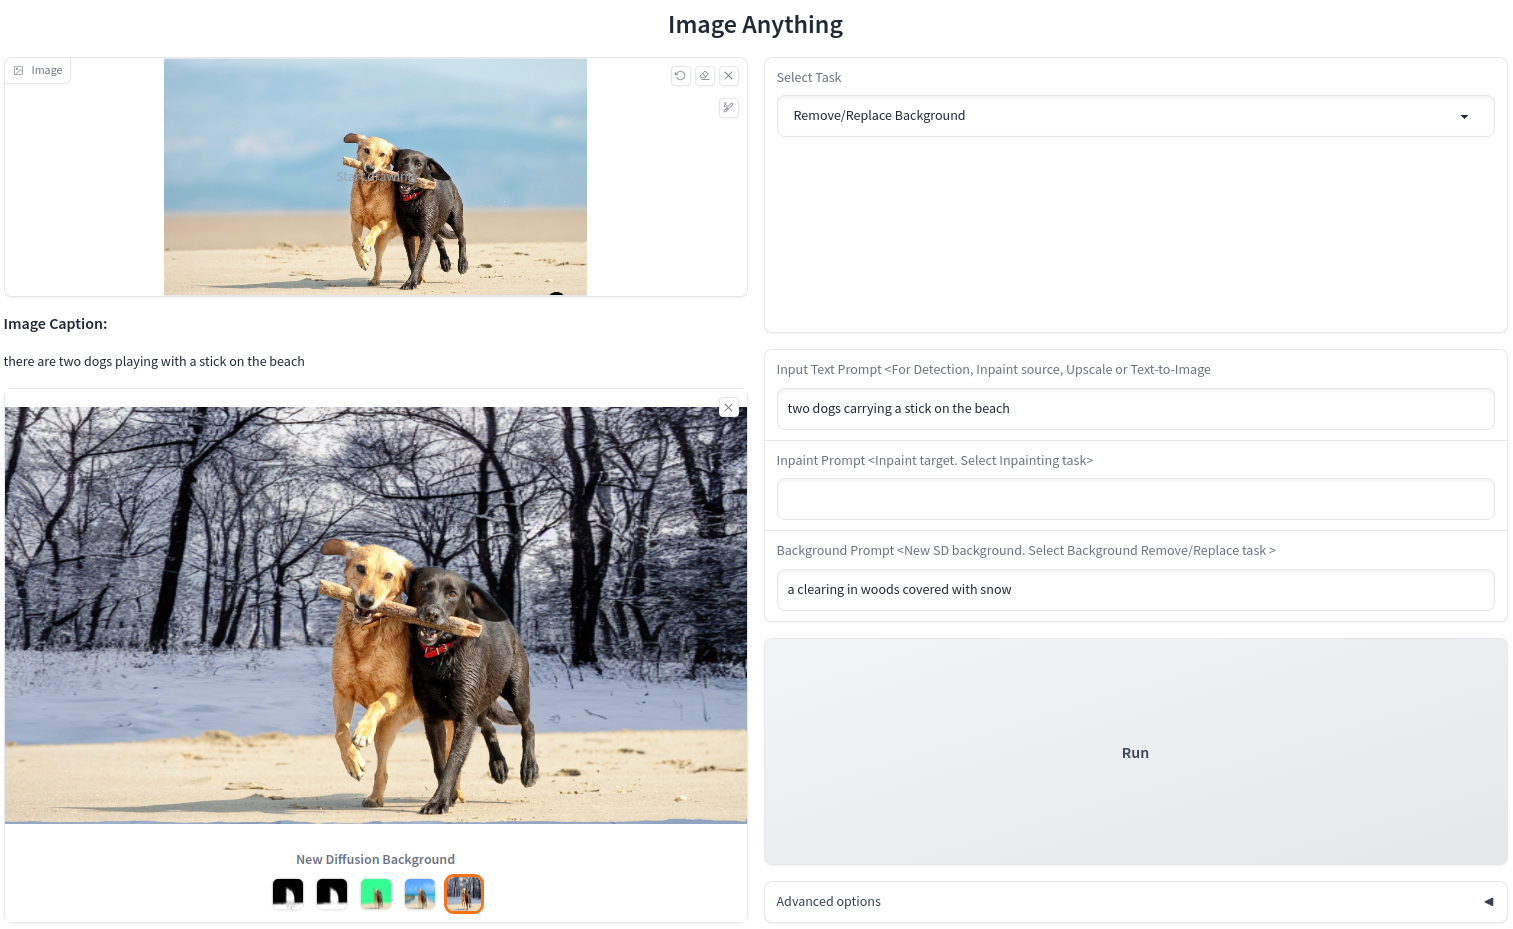 Image Anything
Image
Start drawing
Image Caption:
there are two dogs playing with a stick on the beach
New Diffusion Background
Select Task
Remove/Replace Background
Input Text Prompt <For Detection, Inpaint source, Upscale or Text-to-Image
two dogs carrying a stick on the beach
Inpaint Prompt <Inpaint target. Select Inpainting task>
Background Prompt <New SD background. Select Background Remove/Replace task >
a clearing in woods covered with snow
Run
Advanced options